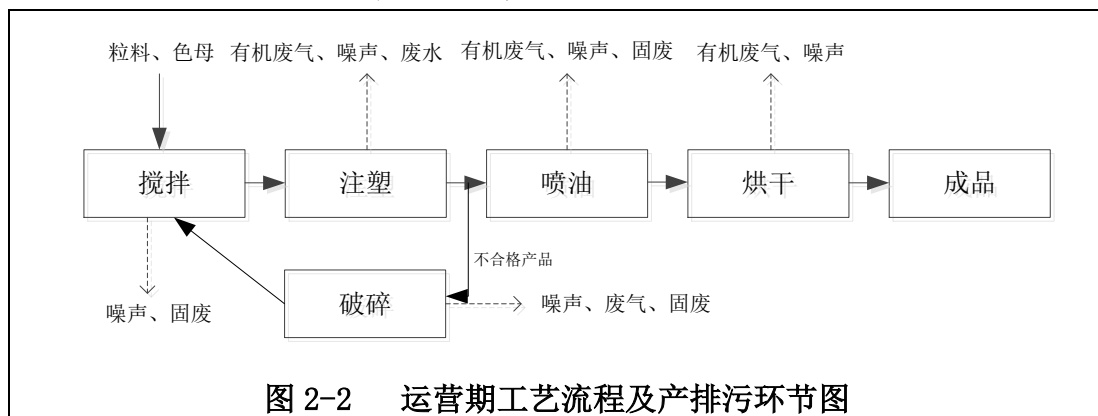 粒料、色母 有机废气、噪声、废水 有机废气、噪声、固废 有机废气、噪声
搅拌 注塑 喷油 烘干 成品
不合格产品
破碎
噪声、固废
噪声、废气、固废
图 2-2 运营期工艺流程及产排污环节图